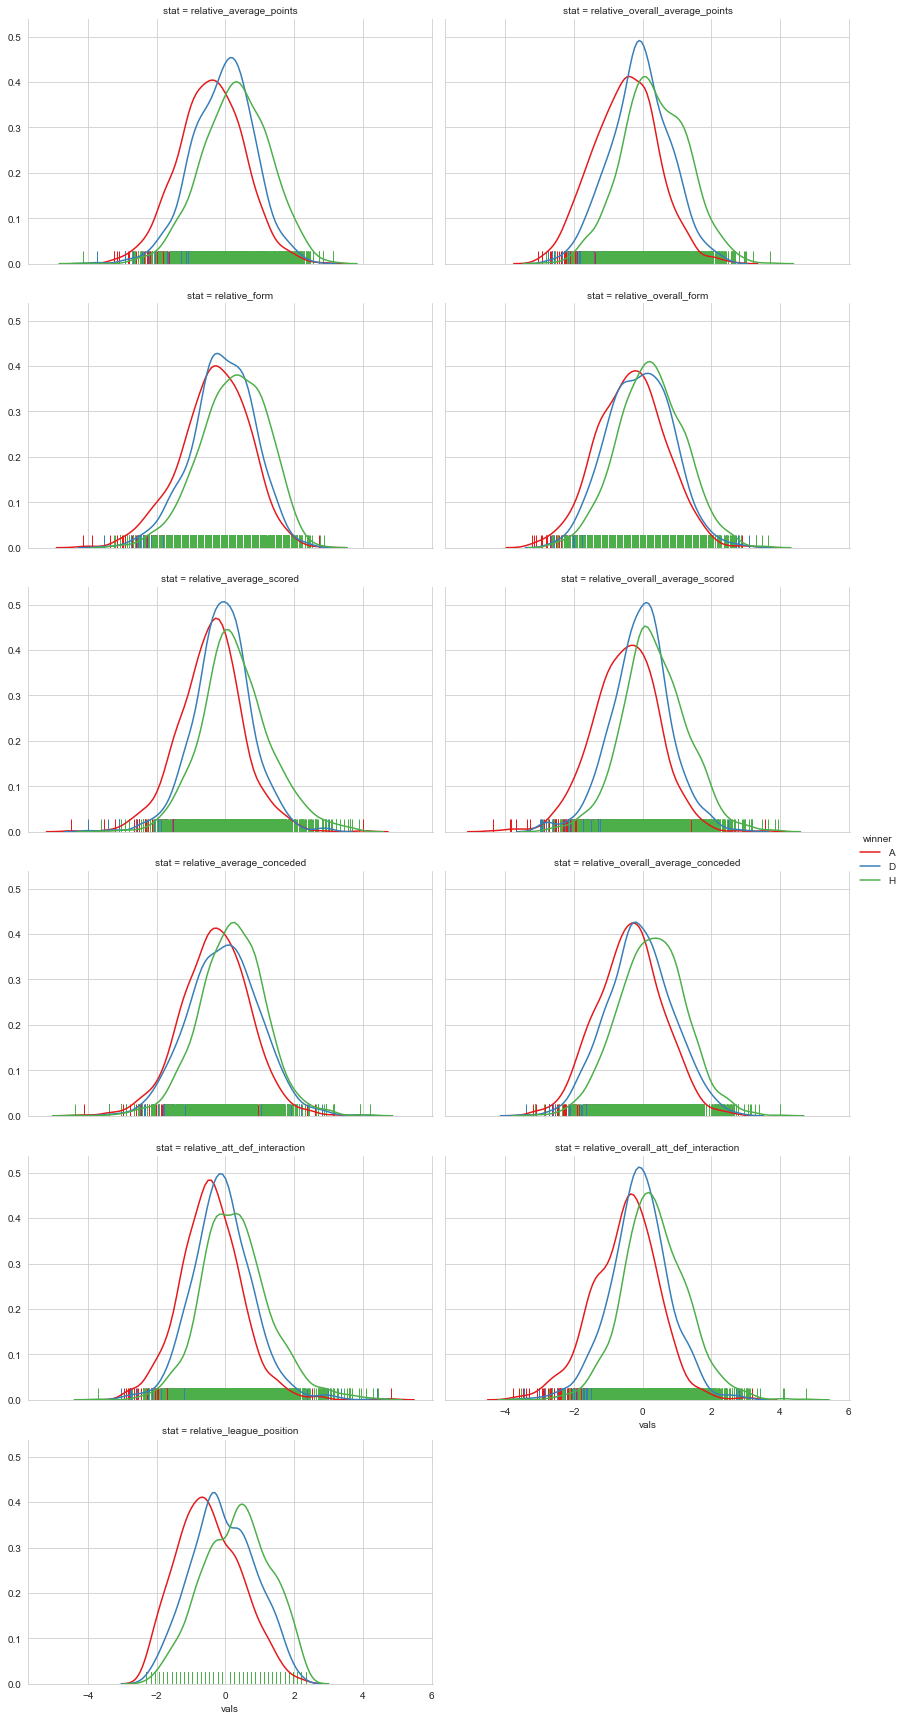 stat = relative_average_points
stat = relative_overall_average_points
0.5
0.4
0.3
0.2
0.1
0.0
stat = relative_form
stat = relative_overall_form
0.5
0.4
0.3
0.2
0.1
0.0
stat = relative_average_scored
stat = relative_overall_average_scored
0.5
0.4
0.3
0.2
0.1
0.0
winner
A
D
H
stat = relative_average_conceded
stat = relative_overall_average_conceded
0.5
0.4
0.3
0.2
0.1
0.0
stat = relative_att_def_interaction
stat = relative_overall_att_def_interaction
0.5
0.4
0.3
0.2
0.1
0.0
−4 −2 0 2 4 6
vals
stat = relative_league_position
0.5
0.4
0.3
0.2
0.1
0.0
−4 −2 0 2 4 6
vals